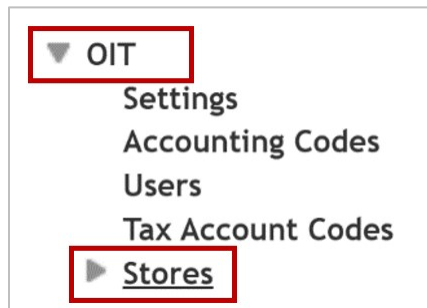 OIT
Settings
Accounting Codes
Users
Tax Account Codes
Stores